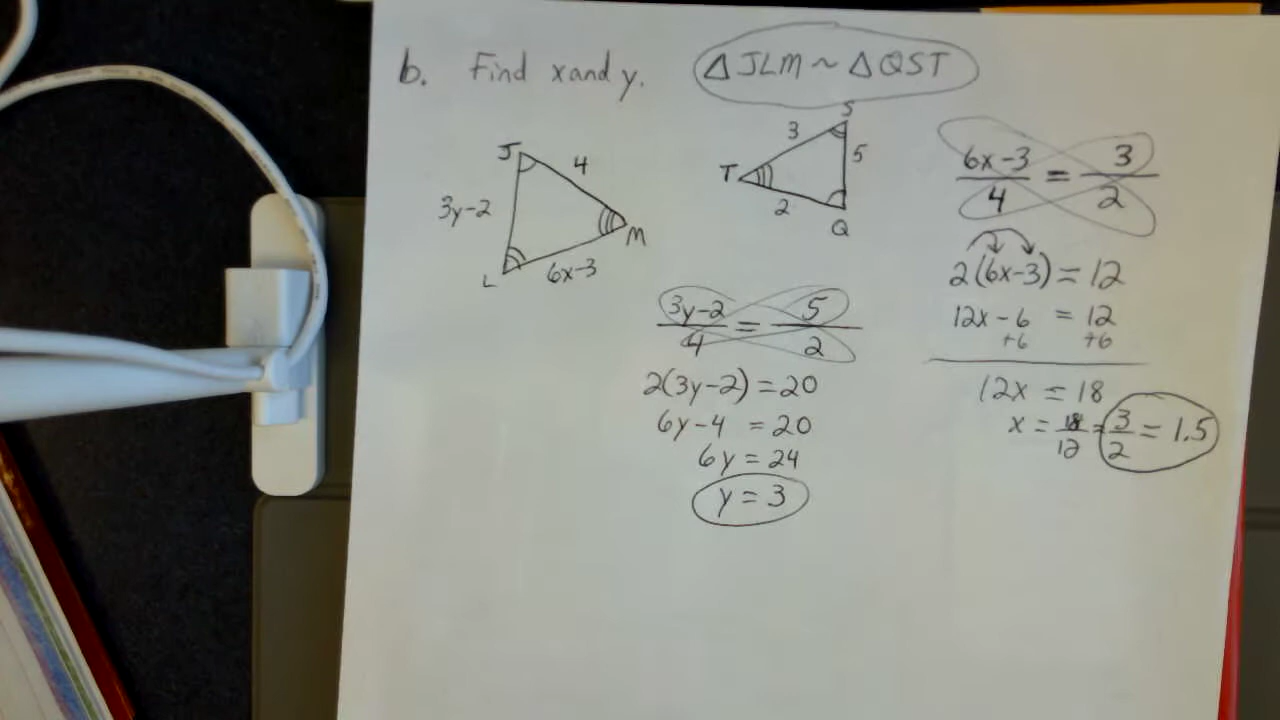 b. Find x and y. △JLM ~ △QST
J 4 3y-2 M L 6x-3
S 3 5 T 2 Q
3y-2/4 = 5/2
2(3y-2) = 20
6y-4 = 20
6y = 24
y = 3
6x-3/4 = 3/2
2(6x-3) = 12
12x - 6 = 12
+6 +6
12x = 18
x = 18/12 = 3/2 = 1.5